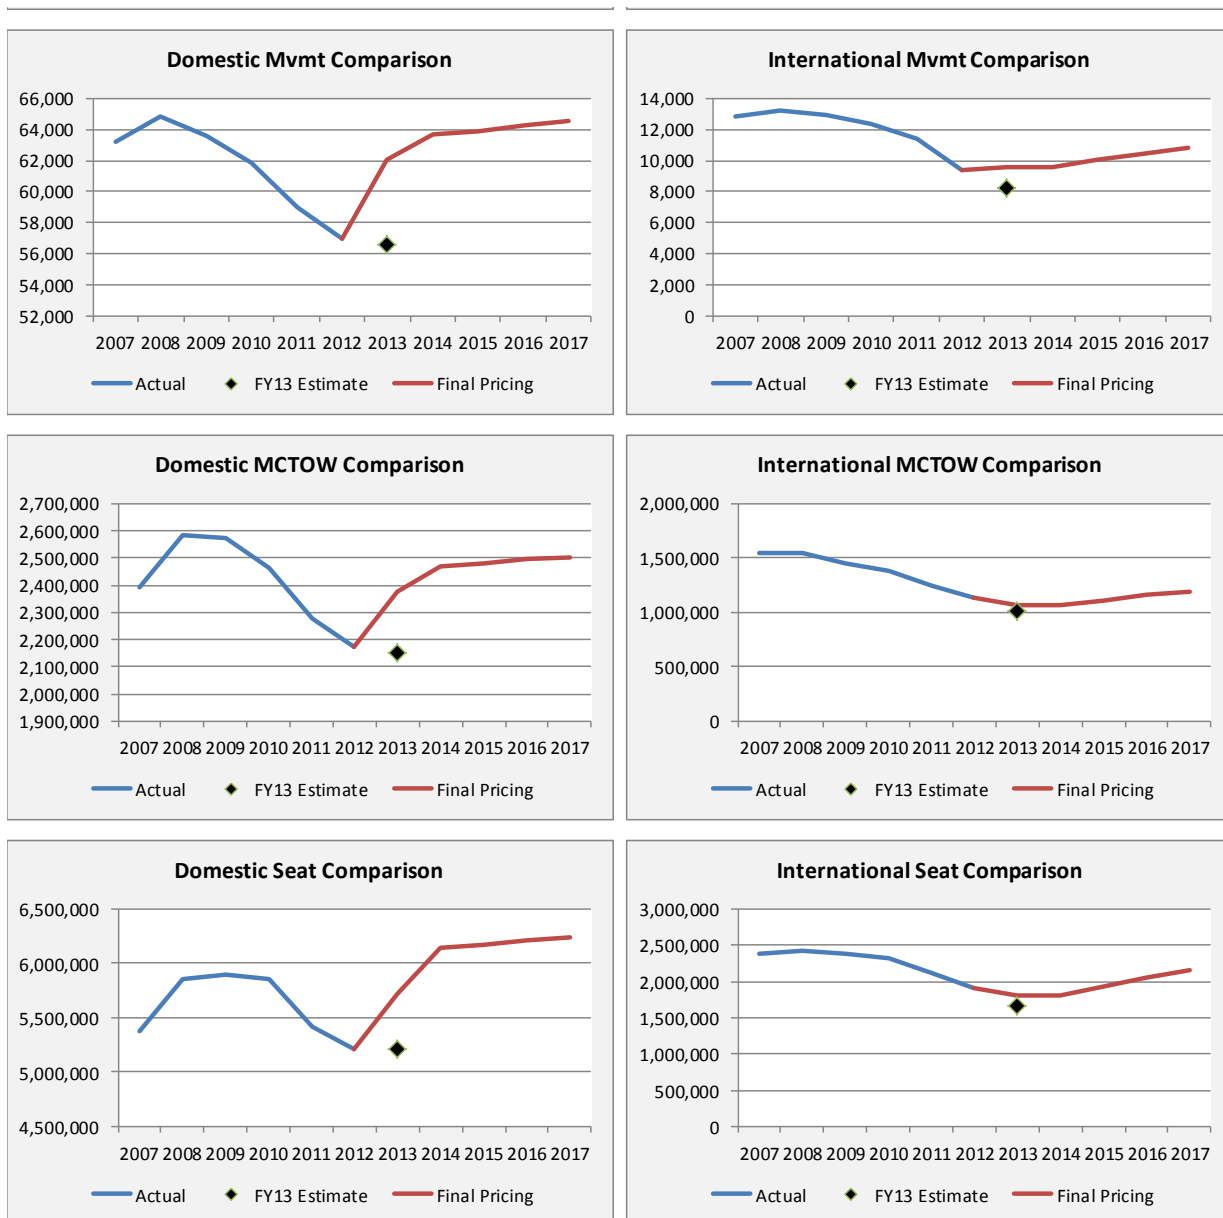 Domestic Mvmt Comparison
66,000
64,000
62,000
60,000
58,000
56,000
54,000
52,000
2007 2008 2009 2010 2011 2012 2013 2014 2015 2016 2017
Actual FY13 Estimate Final Pricing
International Mvmt Comparison
14,000
12,000
10,000
8,000
6,000
4,000
2,000
0
2007 2008 2009 2010 2011 2012 2013 2014 2015 2016 2017
Actual FY13 Estimate Final Pricing
Domestic MCTOW Comparison
2,700,000
2,600,000
2,500,000
2,400,000
2,300,000
2,200,000
2,100,000
2,000,000
1,900,000
2007 2008 2009 2010 2011 2012 2013 2014 2015 2016 2017
Actual FY13 Estimate Final Pricing
International MCTOW Comparison
2,000,000
1,500,000
1,000,000
500,000
0
2007 2008 2009 2010 2011 2012 2013 2014 2015 2016 2017
Actual FY13 Estimate Final Pricing
Domestic Seat Comparison
6,500,000
6,000,000
5,500,000
5,000,000
4,500,000
2007 2008 2009 2010 2011 2012 2013 2014 2015 2016 2017
Actual FY13 Estimate Final Pricing
International Seat Comparison
3,000,000
2,500,000
2,000,000
1,500,000
1,000,000
500,000
0
2007 2008 2009 2010 2011 2012 2013 2014 2015 2016 2017
Actual FY13 Estimate Final Pricing